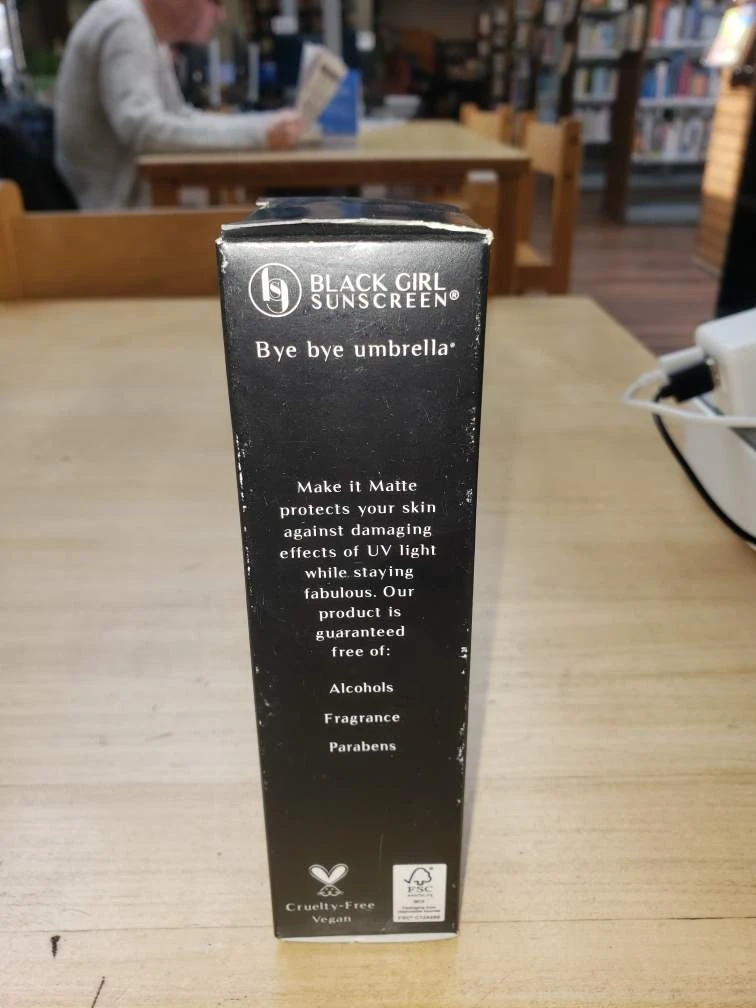 bsg
BLACK GIRL
SUNSCREEN®
Bye bye umbrella®
Make it Matte
protects your skin
against damaging
effects of UV light
while staying
fabulous. Our
product is
guaranteed
free of:
Alcohols
Fragrance
Parabens
Cruelty-Free
Vegan
FSC